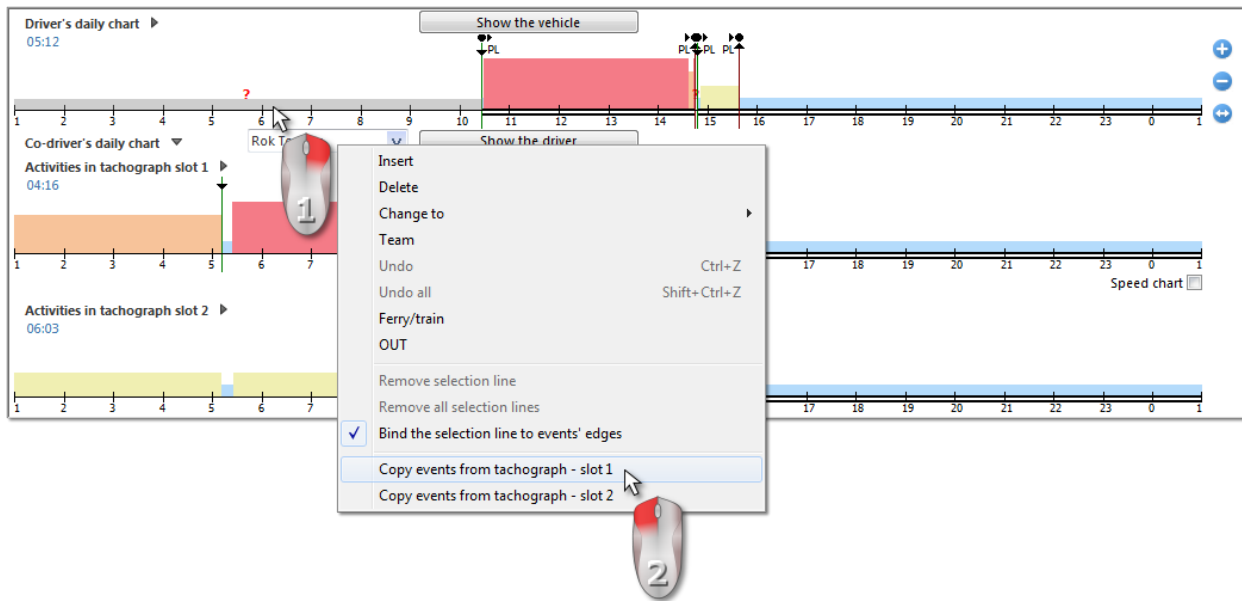 Driver's daily chart
Show the vehicle
05:12
PL PL PL PL
?
?
1 2 3 4 5 6 7 8 9 10 11 12 13 14 15 16 17 18 19 20 21 22 23 0 1
Co-driver's daily chart
Rok
Show the driver
Activities in tachograph slot 1
04:16
1 2 3 4 5 6 7 17 18 19 20 21 22 23 0 1
Speed chart
Activities in tachograph slot 2
06:03
1 2 3 4 5 6 7 17 18 19 20 21 22 23 0 1
Insert
Delete
Change to
Team
Undo Ctrl+Z
Undo all Shift+Ctrl+Z
Ferry/train
OUT
Remove selection line
Remove all selection lines
Bind the selection line to events' edges
Copy events from tachograph - slot 1
Copy events from tachograph - slot 2
1
2